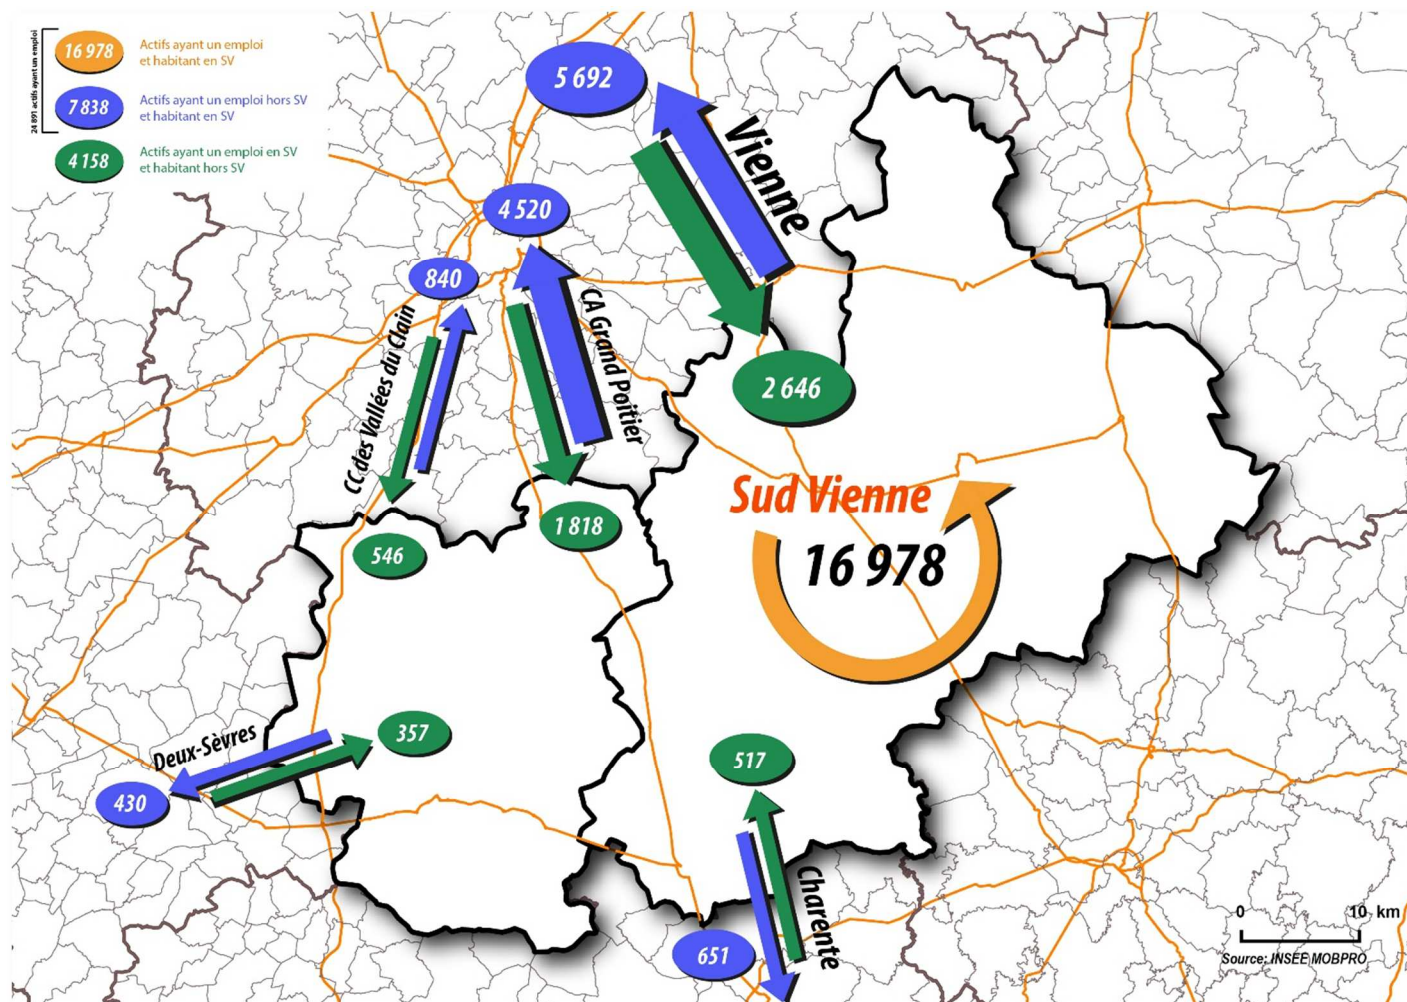 24 891 actifs ayant un emploi
16 978
Actifs ayant un emploi
et habitant en SV
7 838
Actifs ayant un emploi hors SV
et habitant en SV
4 158
Actifs ayant un emploi en SV
et habitant hors SV
5 692
Vienne
4 520
840
CC des Vallées du Clain
CA Grand Poitier
2 646
Sud Vienne
16 978
1 818
546
Deux-Sèvres
357
430
517
Charente
651
0 10 km
Source: INSEE MOBPRO